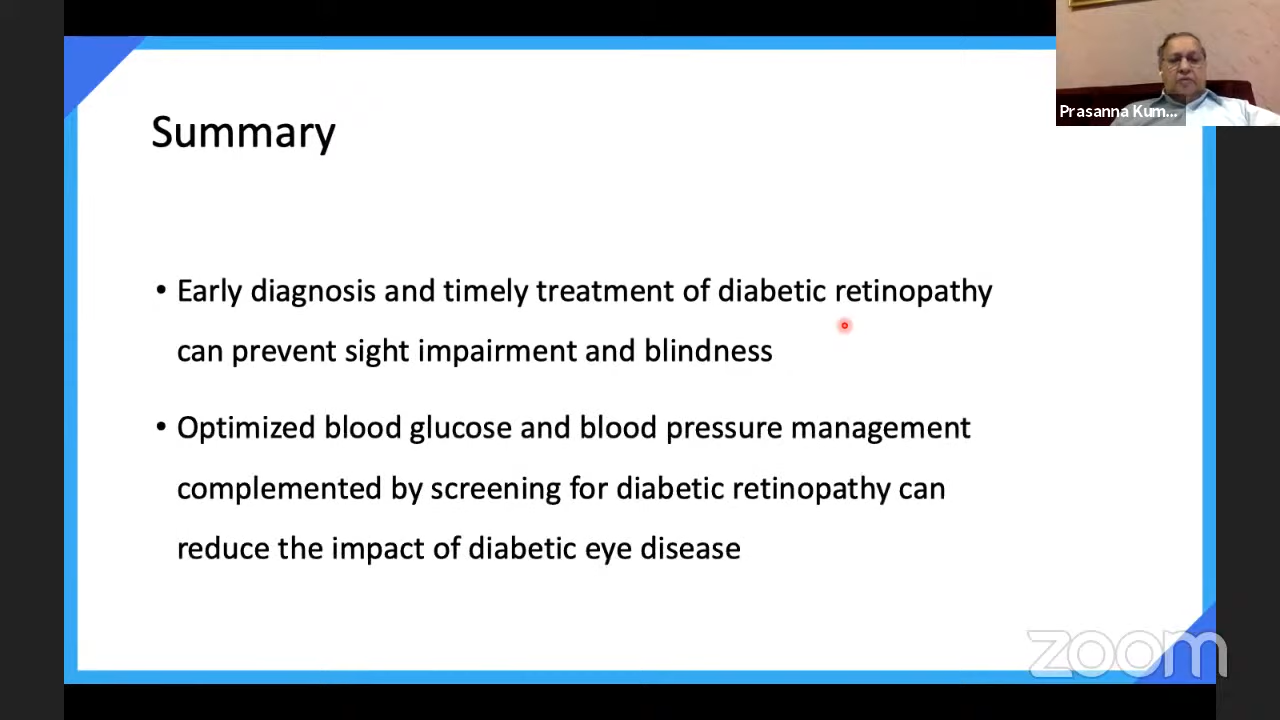 Prasanna Kum...
Summary
• Early diagnosis and timely treatment of diabetic retinopathy
can prevent sight impairment and blindness
• Optimized blood glucose and blood pressure management
complemented by screening for diabetic retinopathy can
reduce the impact of diabetic eye disease
zoom